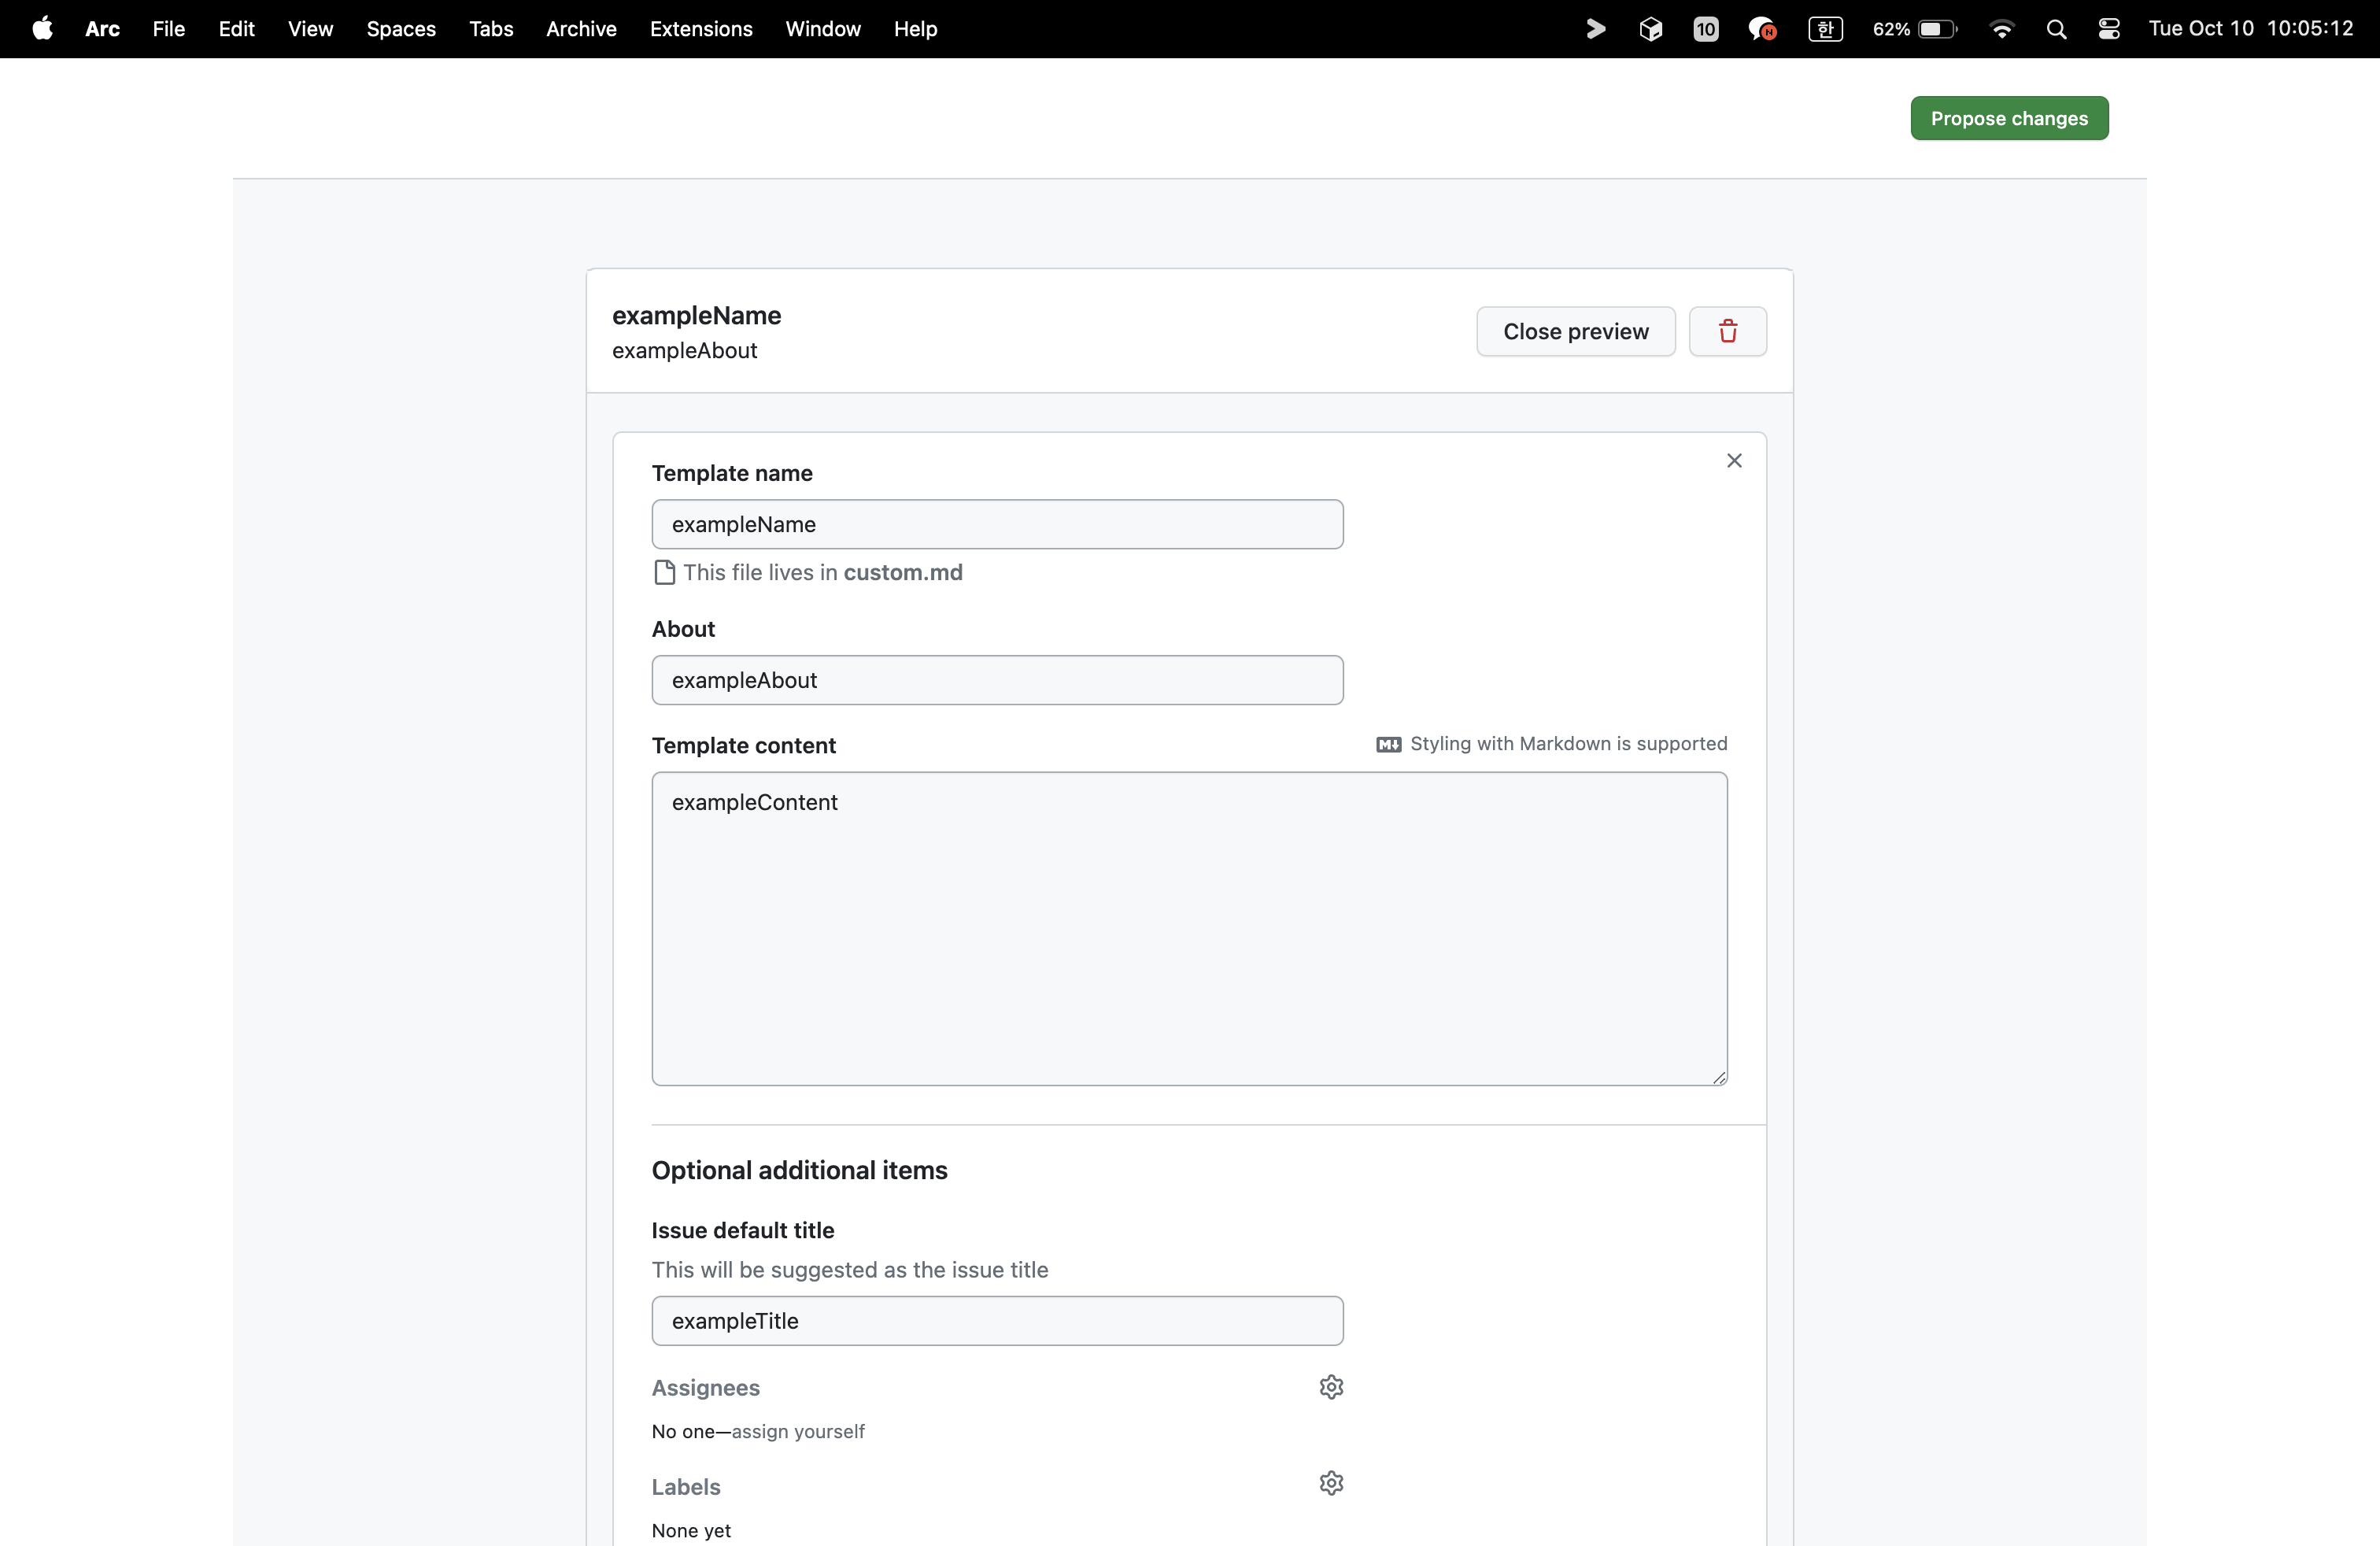 Arc File Edit View Spaces Tabs Archive Extensions Window Help 10 N 한 62% Tue Oct 10 10:05:12
Propose changes
exampleName
exampleAbout
Close preview
Template name
exampleName
This file lives in custom.md
About
exampleAbout
Template content
M↓ Styling with Markdown is supported
exampleContent
Optional additional items
Issue default title
This will be suggested as the issue title
exampleTitle
Assignees
No one—assign yourself
Labels
None yet